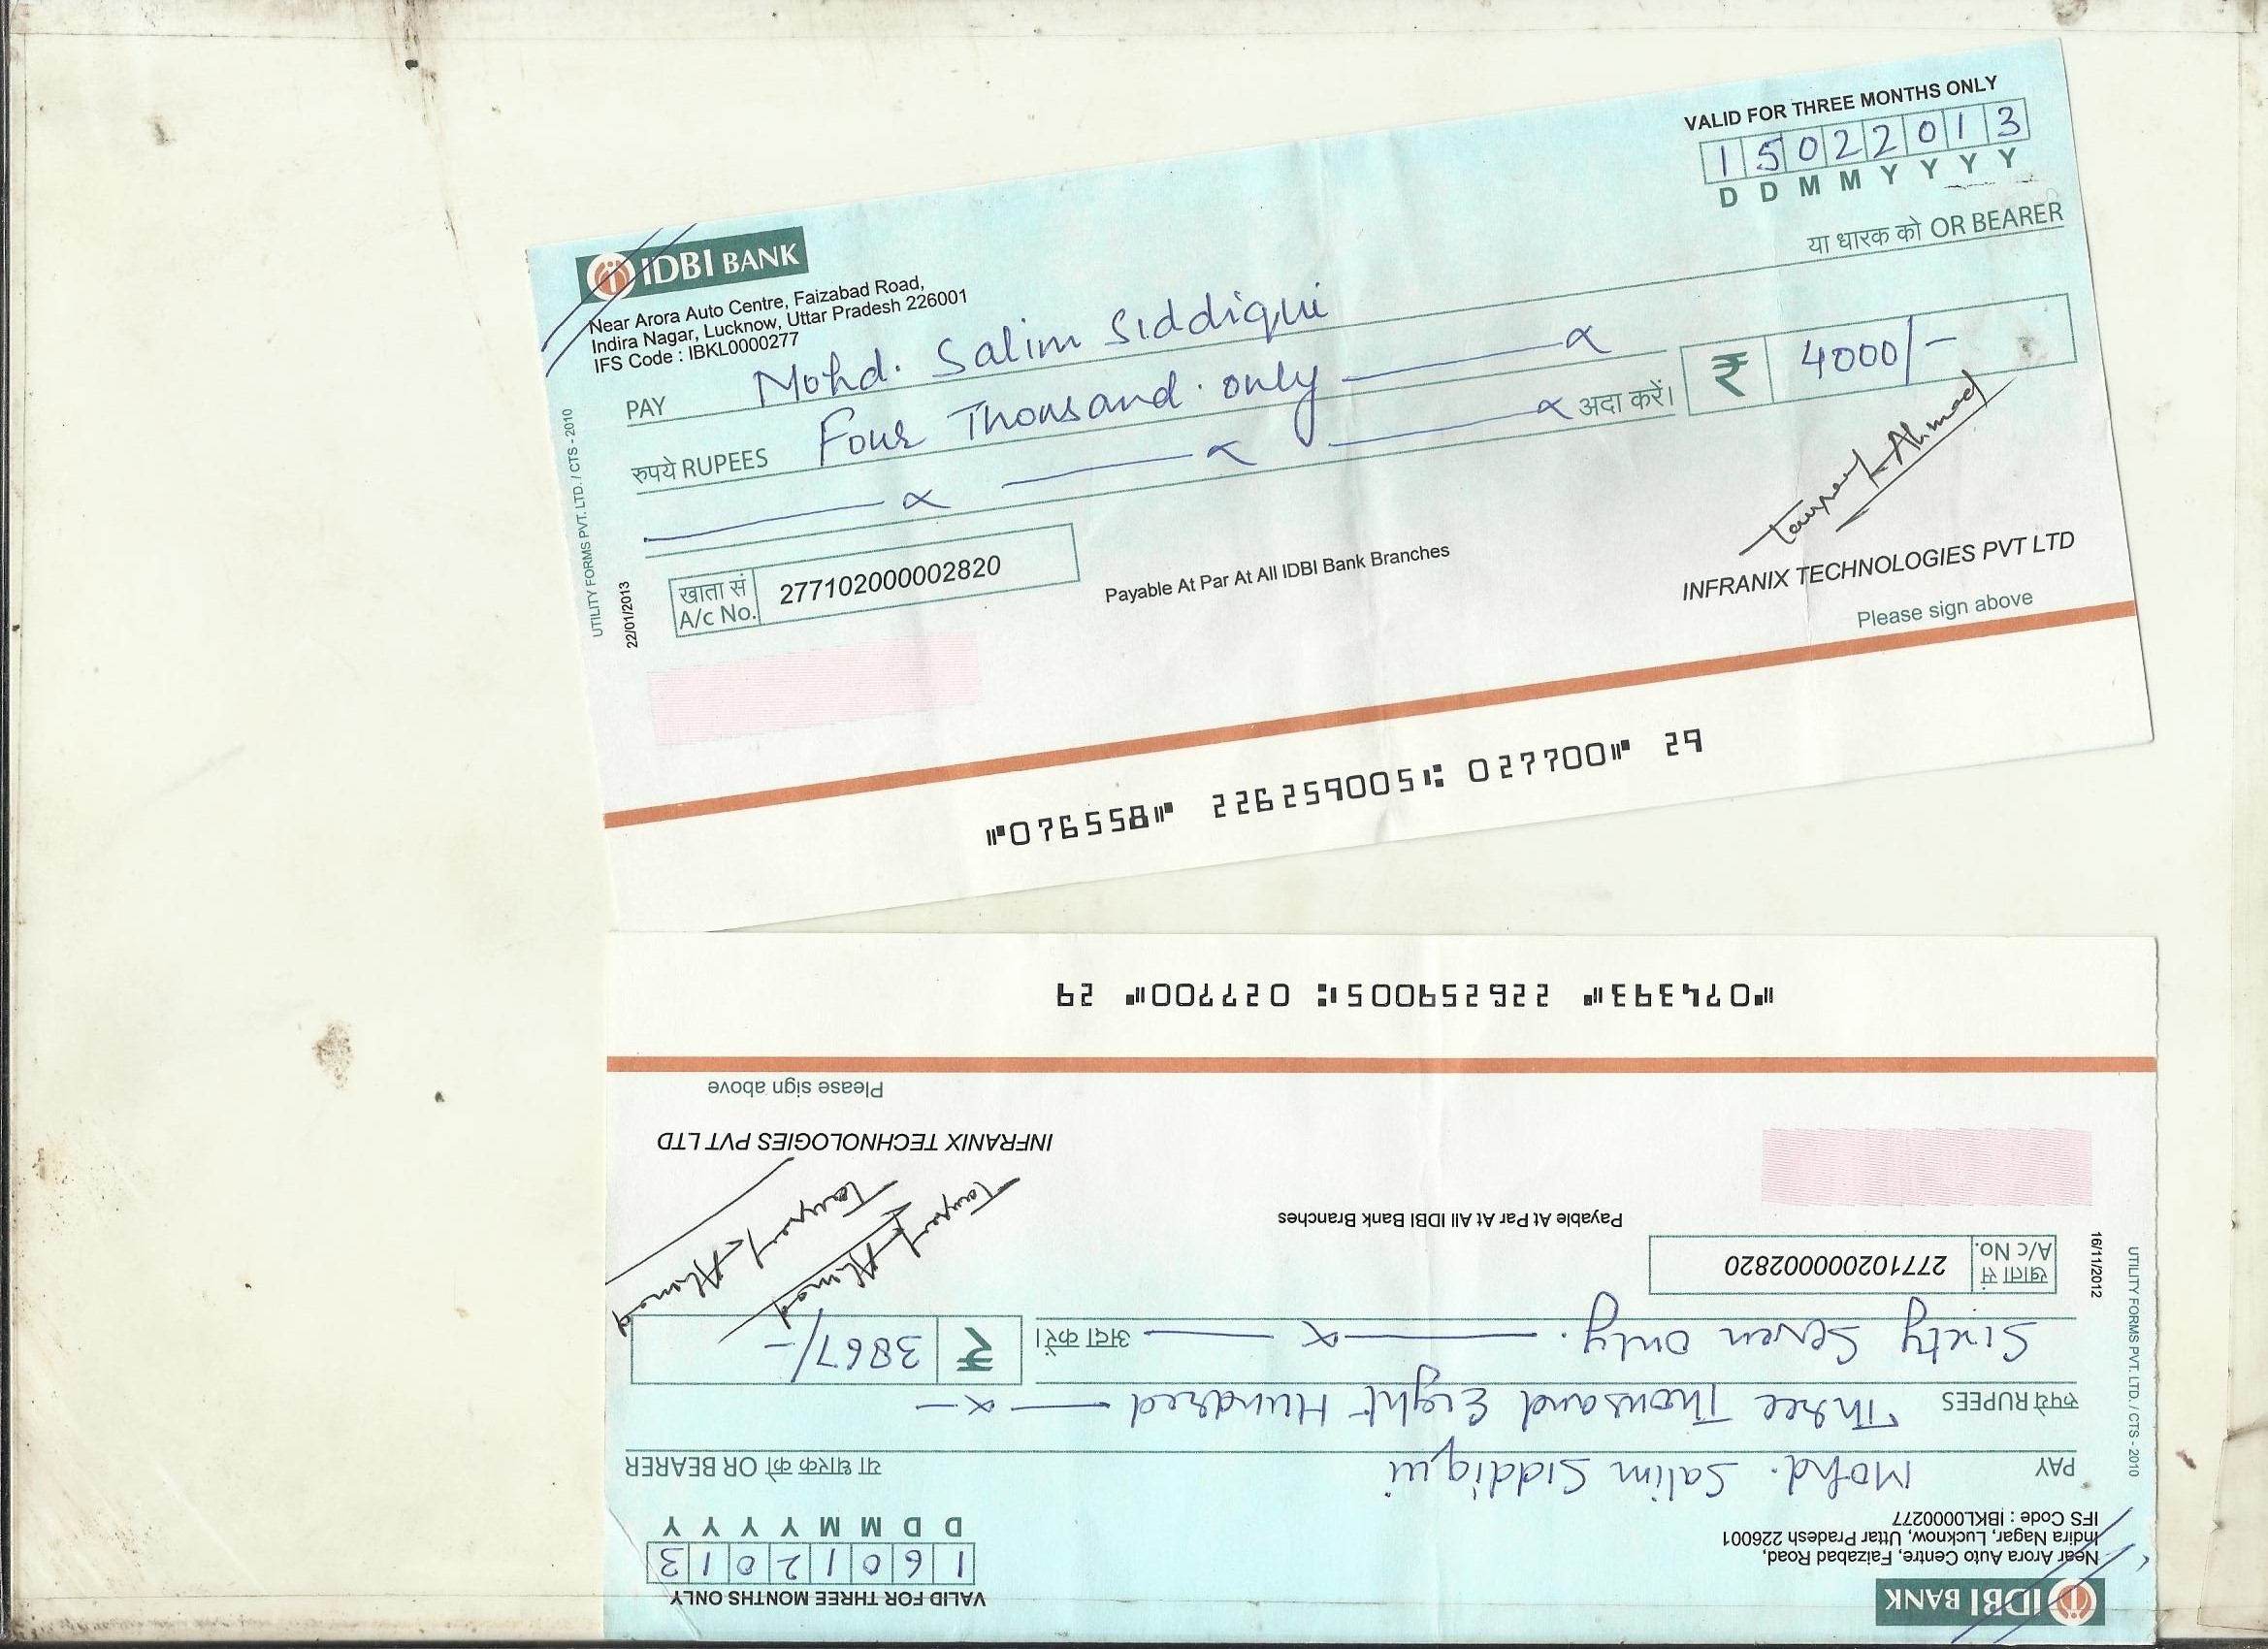 VALID FOR THREE MONTHS ONLY
15022013
D D M M Y Y Y Y
IDBI BANK
या धारक को OR BEARER
Near Arora Auto Centre, Faizabad Road,
Indira Nagar, Lucknow, Uttar Pradesh 226001
IFS Code : IBKL0000277
PAY Mohd. Salim Siddiqui
रुपये RUPEES Four Thousand only
अदा करें। ₹ 4000/-
खाता सं A/c No. 277102000002820
Payable At Par At All IDBI Bank Branches
INFRANIX TECHNOLOGIES PVT LTD
Please sign above
UTILITY FORMS PVT. LTD. / CTS - 2010
22/01/2013
⑈076558⑈ 226259005⑆ 027700⑈ 29
IDBI BANK
VALID FOR THREE MONTHS ONLY
16012013
D D M M Y Y Y Y
Near Arora Auto Centre, Faizabad Road,
Indira Nagar, Lucknow, Uttar Pradesh 226001
IFS Code : IBKL0000277
PAY Mohd. Salim Siddiqui
या धारक को OR BEARER
रुपये RUPEES Three Thousand Eight Hundred
Sixty Seven Only.
अदा करें। ₹ 3867/-
खाता सं A/c No. 277102000002820
Payable At Par At All IDBI Bank Branches
INFRANIX TECHNOLOGIES PVT LTD
Please sign above
UTILITY FORMS PVT. LTD. / CTS - 2010
16/11/2012
⑈074393⑈ 226259005⑆ 027700⑈ 29